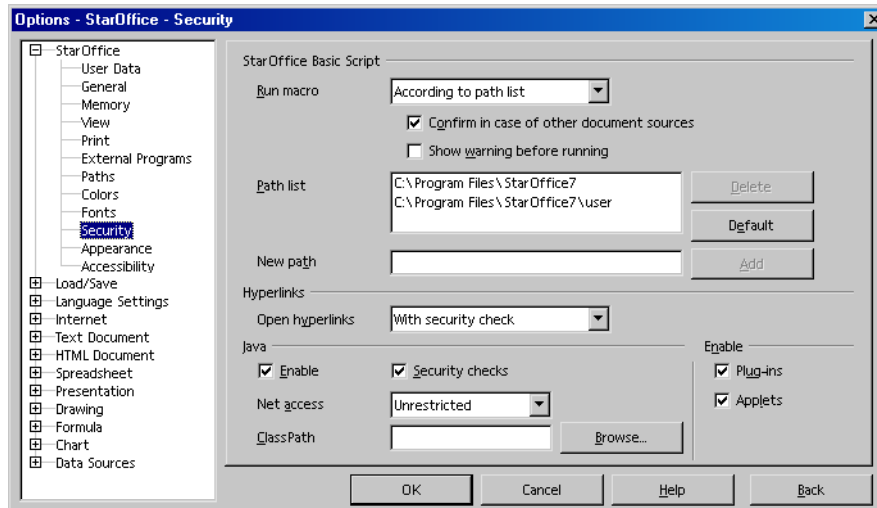 Options - StarOffice - Security
StarOffice
User Data
General
Memory
View
Print
External Programs
Paths
Colors
Fonts
Security
Appearance
Accessibility
Load/Save
Language Settings
Internet
Text Document
HTML Document
Spreadsheet
Presentation
Drawing
Formula
Chart
Data Sources
StarOffice Basic Script
Run macro
According to path list
Confirm in case of other document sources
Show warning before running
Path list
C:\Program Files\StarOffice7
C:\Program Files\StarOffice7\user
Delete
Default
New path
Add
Hyperlinks
Open hyperlinks
With security check
Java
Enable
Security checks
Net access
Unrestricted
ClassPath
Browse...
Enable
Plug-ins
Applets
OK
Cancel
Help
Back